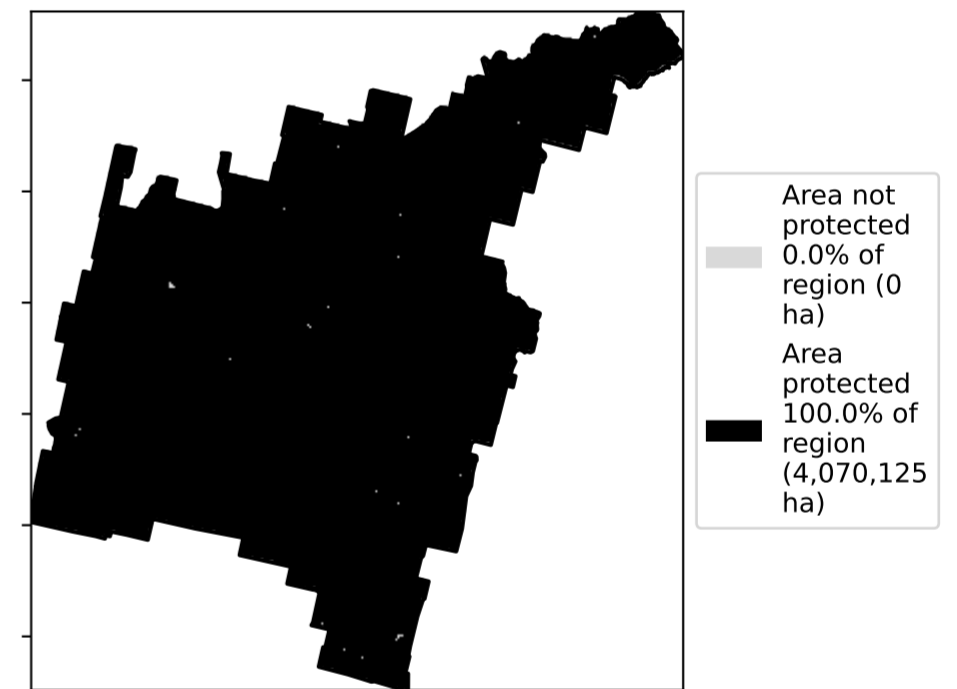 Area not
protected
0.0% of
region (0
ha)
Area
protected
100.0% of
region
(4,070,125
ha)